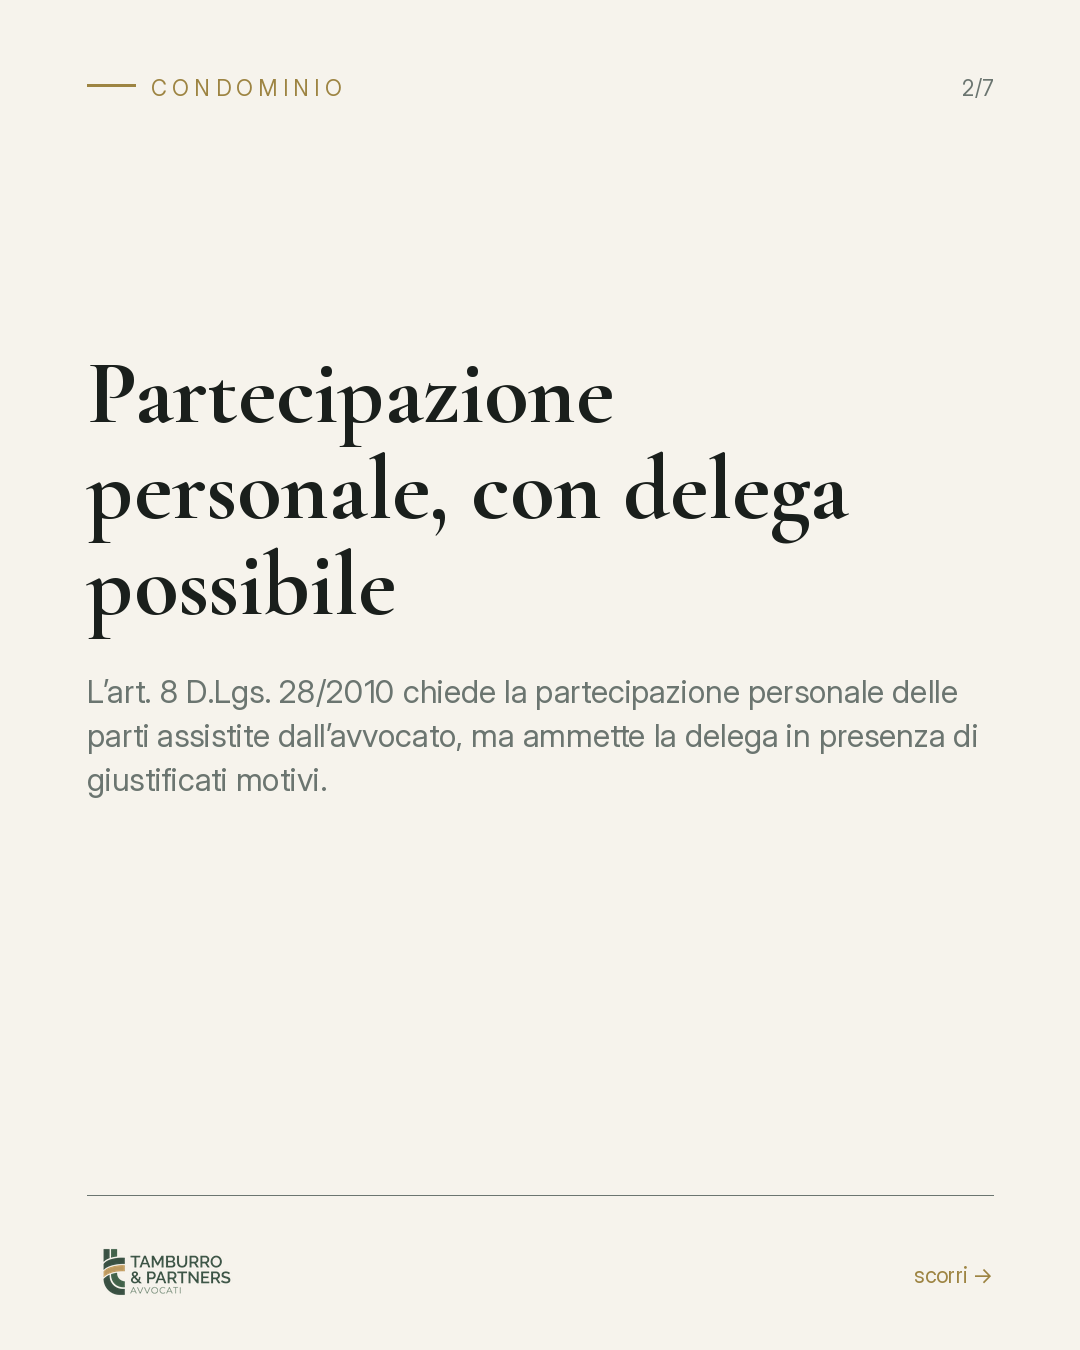 CONDOMINIO
2/7
Partecipazione
personale, con delega
possibile
L’art. 8 D.Lgs. 28/2010 chiede la partecipazione personale delle
parti assistite dall’avvocato, ma ammette la delega in presenza di
giustificati motivi.
TAMBURRO
& PARTNERS
AVVOCATI
scorri →